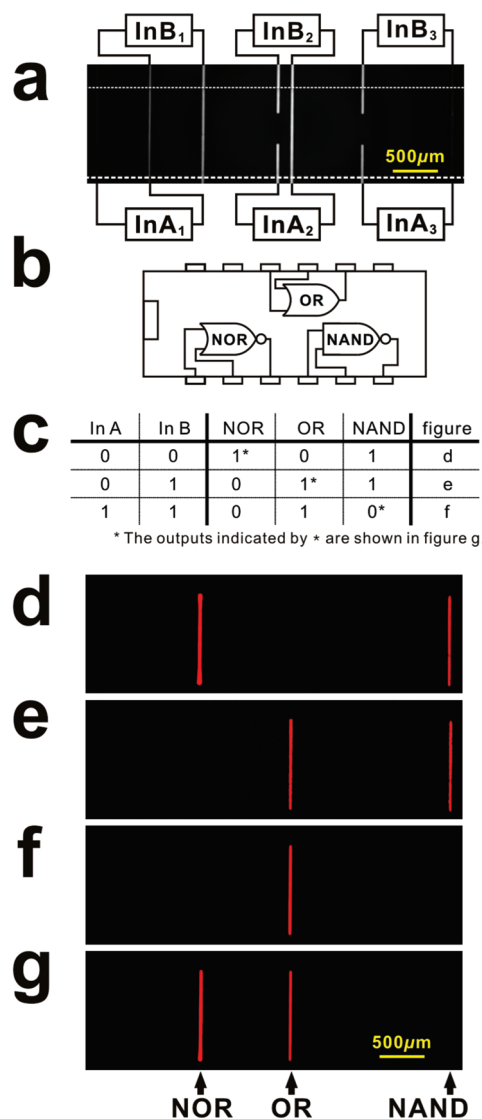 a
InB1 InB2 InB3
500µm
InA1 InA2 InA3
b
OR
NOR NAND
c
In A In B NOR OR NAND figure
0 0 1* 0 1 d
0 1 0 1* 1 e
1 1 0 1 0* f
* The outputs indicated by * are shown in figure g
d
e
f
g
500µm
NOR OR NAND